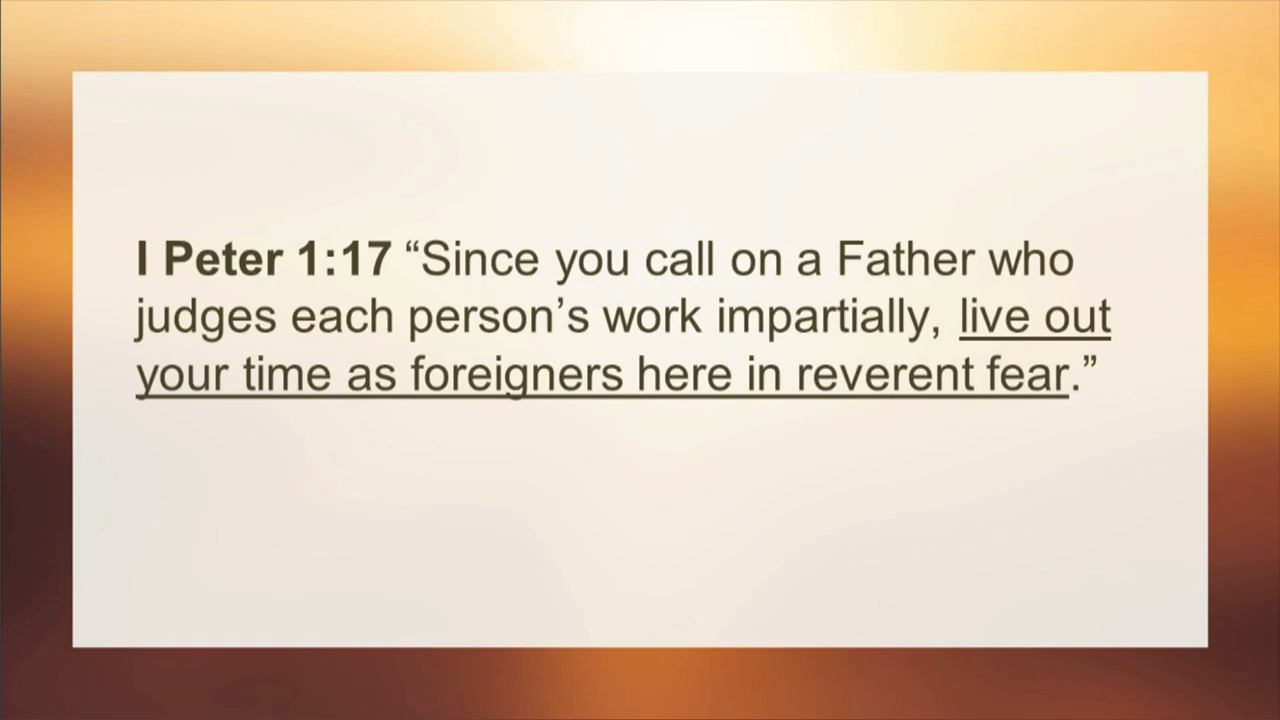 I Peter 1:17 “Since you call on a Father who
judges each person’s work impartially, live out
your time as foreigners here in reverent fear.”